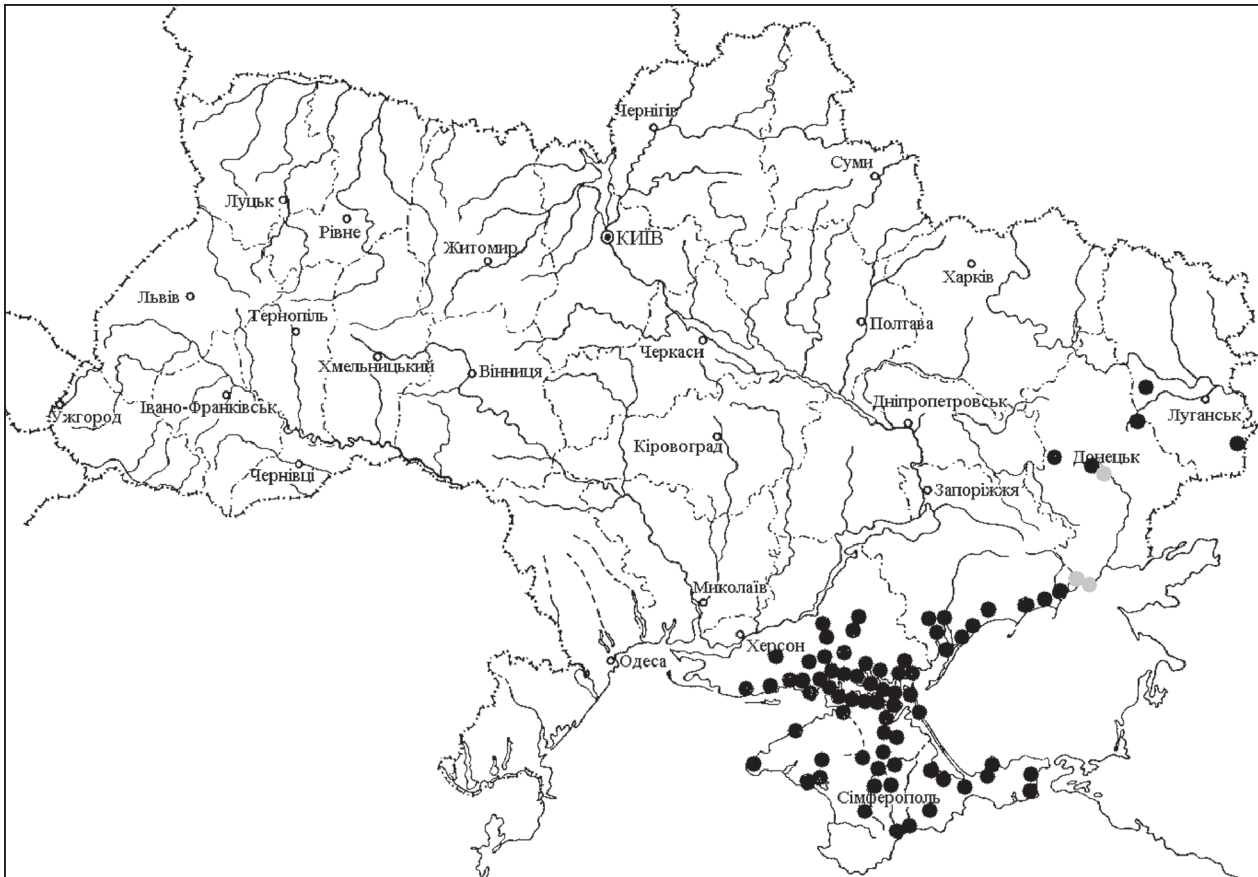 Чернігів
Суми
Луцьк
Рівне
КИЇВ
Житомир
Харків
Львів
Тернопіль
Полтава
Черкаси
Хмельницький
Вінниця
Ужгород
Івано-Франківськ
Дніпропетровськ
Луганськ
Кіровоград
Донецьк
Чернівці
Запоріжжя
Миколаїв
Херсон
Одеса
Сімферополь